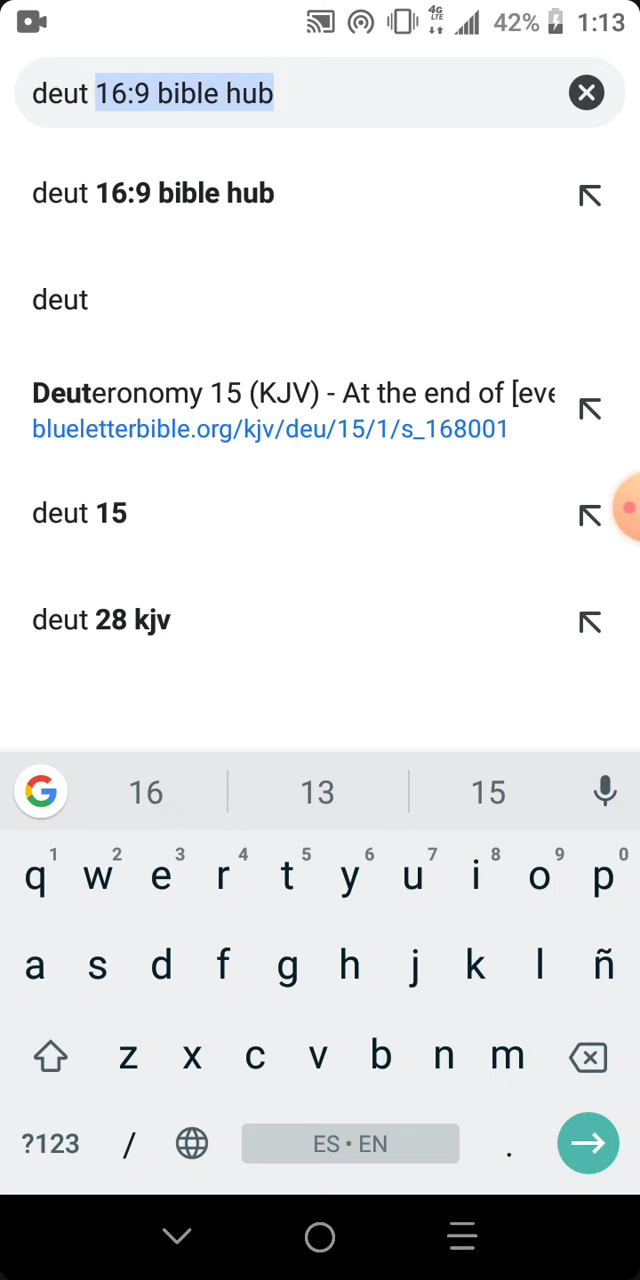 4G
LTE
42%
1:13
deut 16:9 bible hub
deut 16:9 bible hub
deut
Deuteronomy 15 (KJV) - At the end of [eve
blueletterbible.org/kjv/deu/15/1/s_168001
deut 15
deut 28 kjv
G 16 13 15
1 2 3 4 5 6 7 8 9 0
q w e r t y u i o p
a s d f g h j k l ñ
z x c v b n m
?123 / ES • EN .